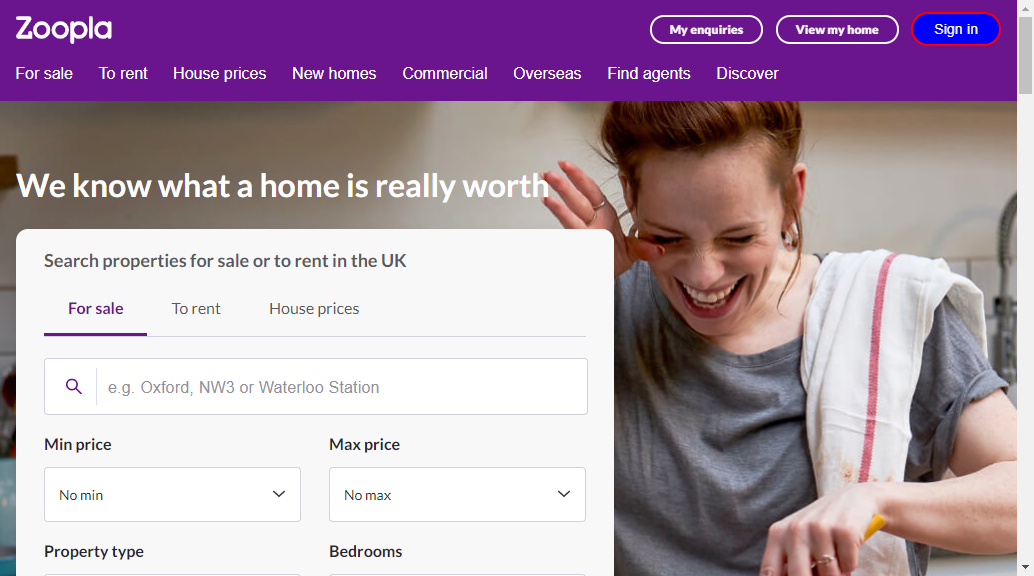 Zoopla
My enquiries
View my home
Sign in
For sale
To rent
House prices
New homes
Commercial
Overseas
Find agents
Discover
We know what a home is really worth
Search properties for sale or to rent in the UK
For sale
To rent
House prices
e.g. Oxford, NW3 or Waterloo Station
Min price
Max price
No min
No max
Property type
Bedrooms